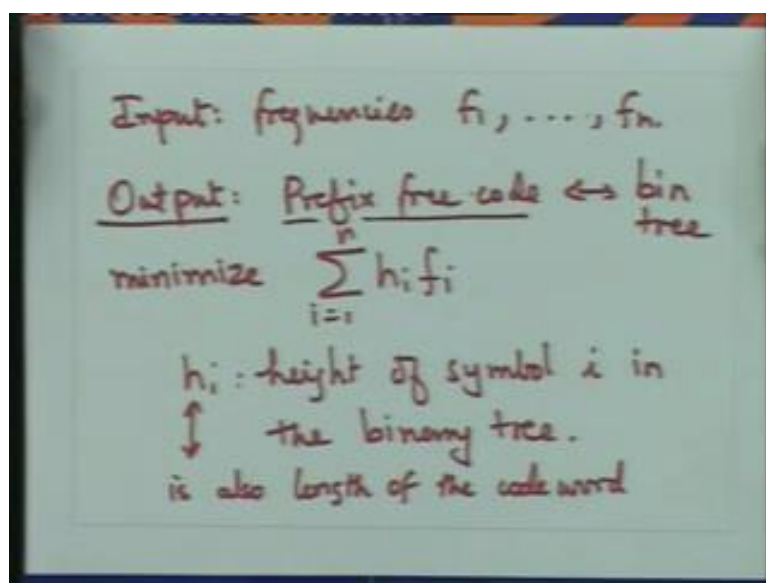 Input: frequencies f₁, ...., fₙ.
Output: Prefix free code ↔ bin tree
minimize ∑ⁿᵢ₌₁ hᵢ fᵢ
hᵢ : height of symbol i in
↕ the binary tree.
is also length of the code word